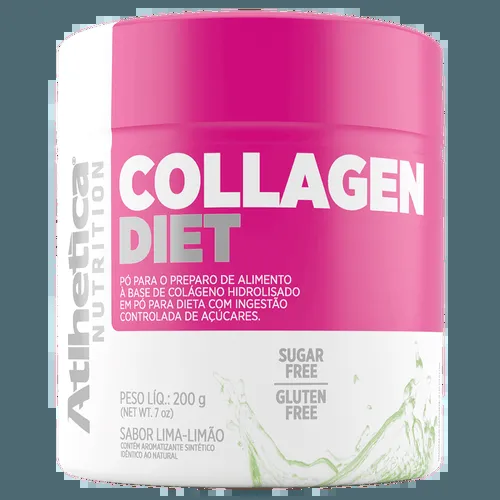 Atlhetica®
NUTRITION
COLLAGEN
DIET
PÓ PARA O PREPARO DE ALIMENTO
À BASE DE COLÁGENO HIDROLISADO
EM PÓ PARA DIETA COM INGESTÃO
CONTROLADA DE AÇÚCARES.
SUGAR
FREE
GLUTEN
FREE
PESO LÍQ.: 200 g
(NET WT. 7 oz)
SABOR LIMA-LIMÃO
CONTÉM AROMATIZANTE SINTÉTICO
IDÊNTICO AO NATURAL